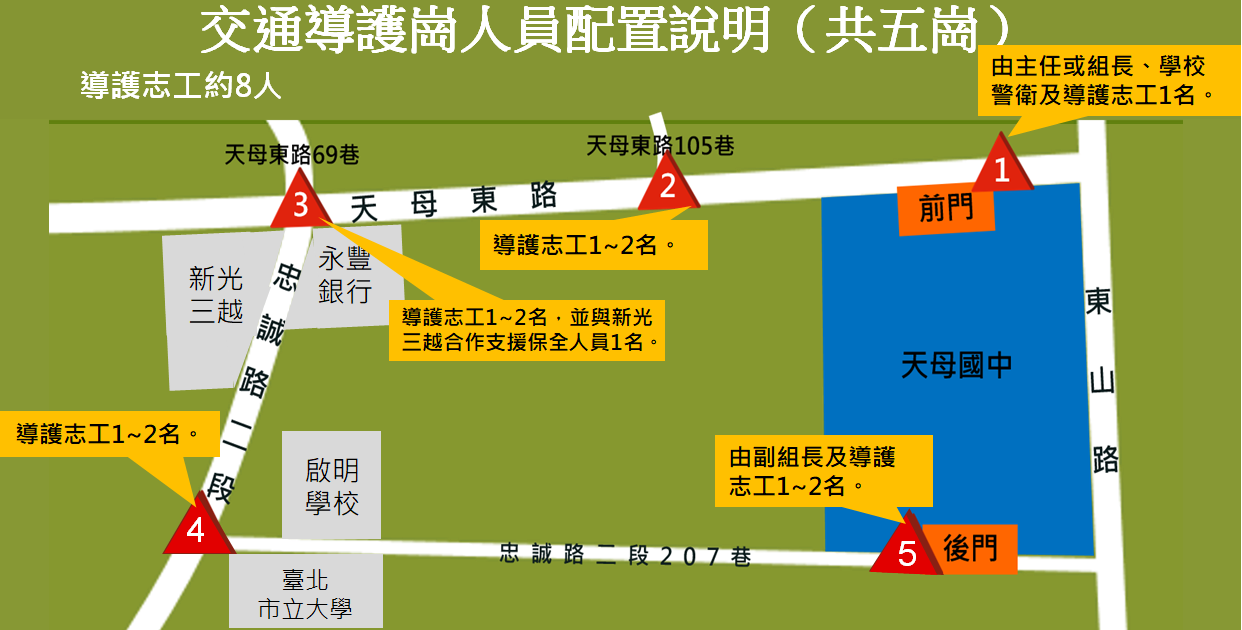 交通導護崗人員配置說明（共五崗）
導護志工約8人
由主任或組長、學校
警衛及導護志工1名。
天母東路69巷
天母東路105巷
1
2
3
天母東路
前門
導護志工1~2名。
新光
三越
永豐
銀行
忠誠路二段
導護志工1~2名，並與新光
三越合作支援保全人員1名。
東山路
天母國中
導護志工1~2名。
啟明
學校
由副組長及導護
志工1~2名。
4
5
後門
忠誠路二段207巷
臺北
市立大學